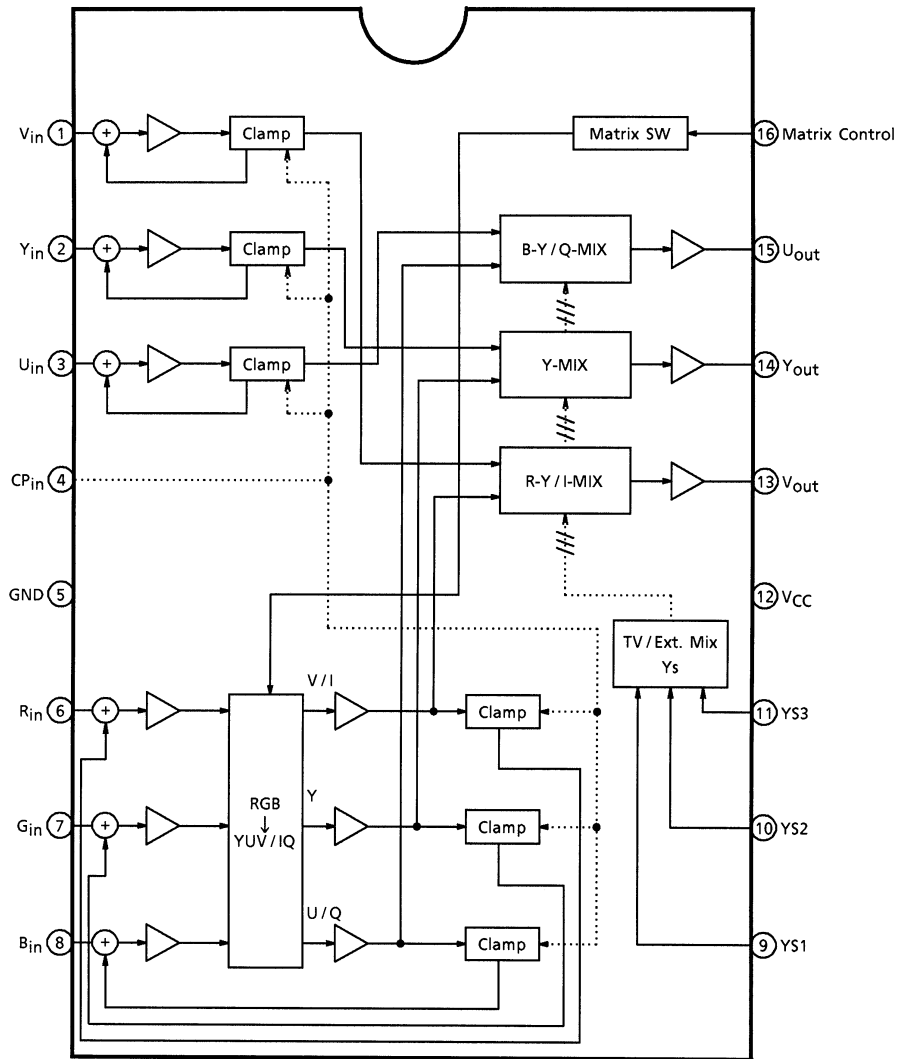 Vin 1
+
Clamp
Matrix SW
16 Matrix Control
Yin 2
+
Clamp
B-Y / Q-MIX
15 Uout
Uin 3
+
Clamp
Y-MIX
14 Yout
CPin 4
R-Y / I-MIX
13 Vout
GND 5
12 VCC
TV / Ext. Mix
Ys
V / I
Rin 6
+
Clamp
11 YS3
RGB
↓
YUV / IQ
Y
Gin 7
+
Clamp
10 YS2
U / Q
Bin 8
+
Clamp
9 YS1